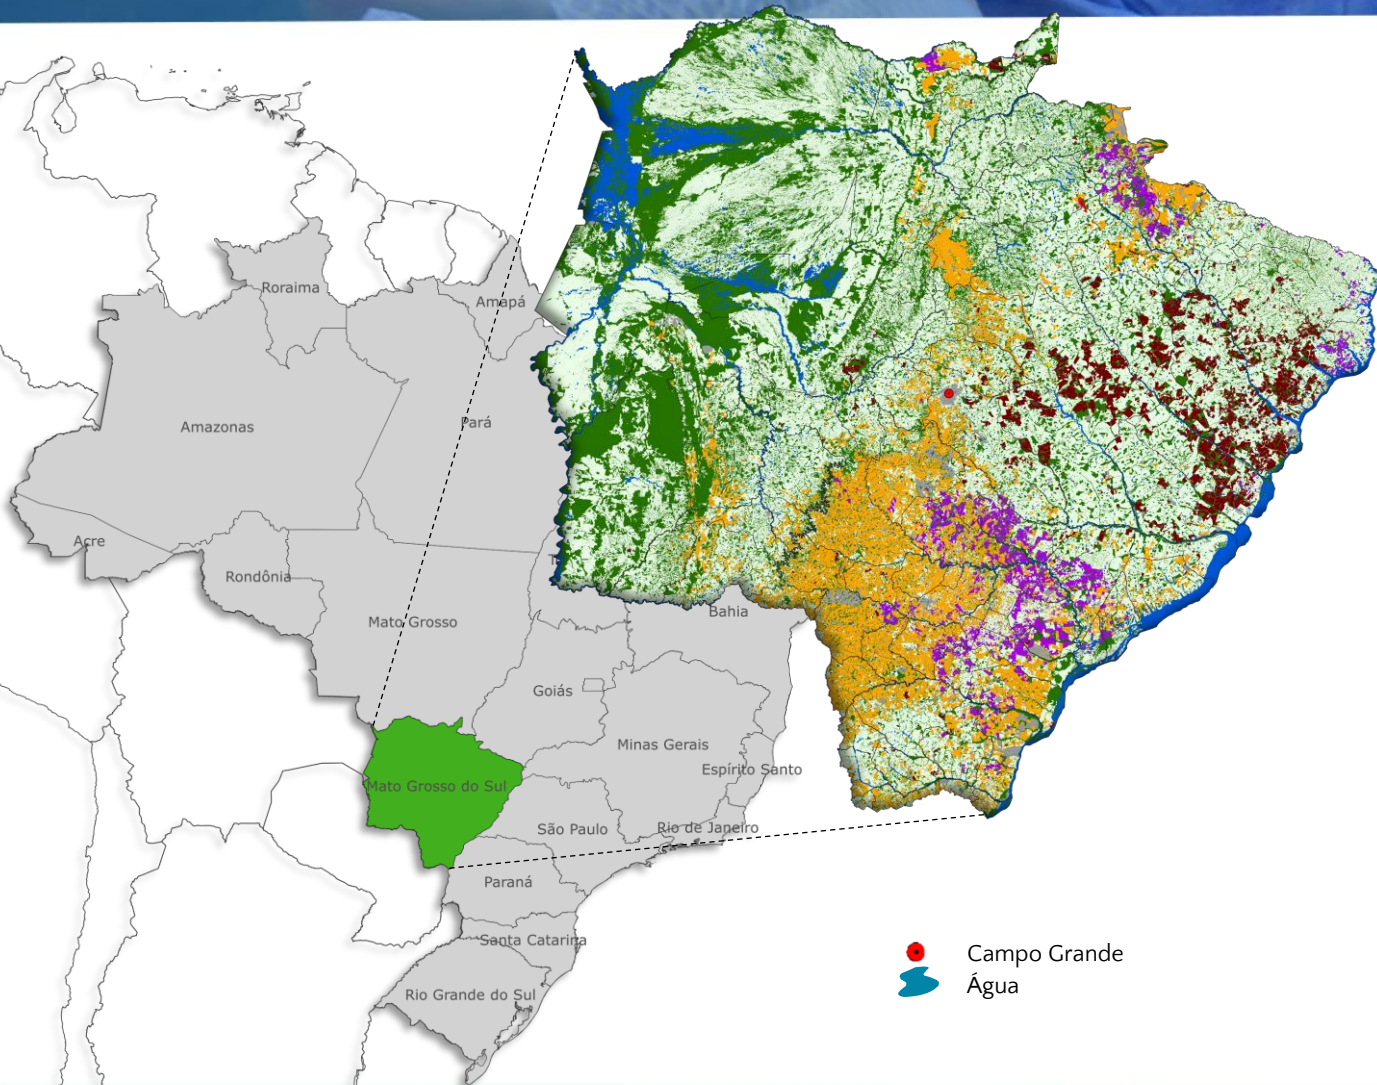 Roraima
Amapá
Amazonas
Pará
Acre
Rondônia
T
Mato Grosso
Bahia
Goiás
Minas Gerais
Espírito Santo
Mato Grosso do Sul
São Paulo
Rio de Janeiro
Paraná
Santa Catarina
Rio Grande do Sul
Campo Grande
Água